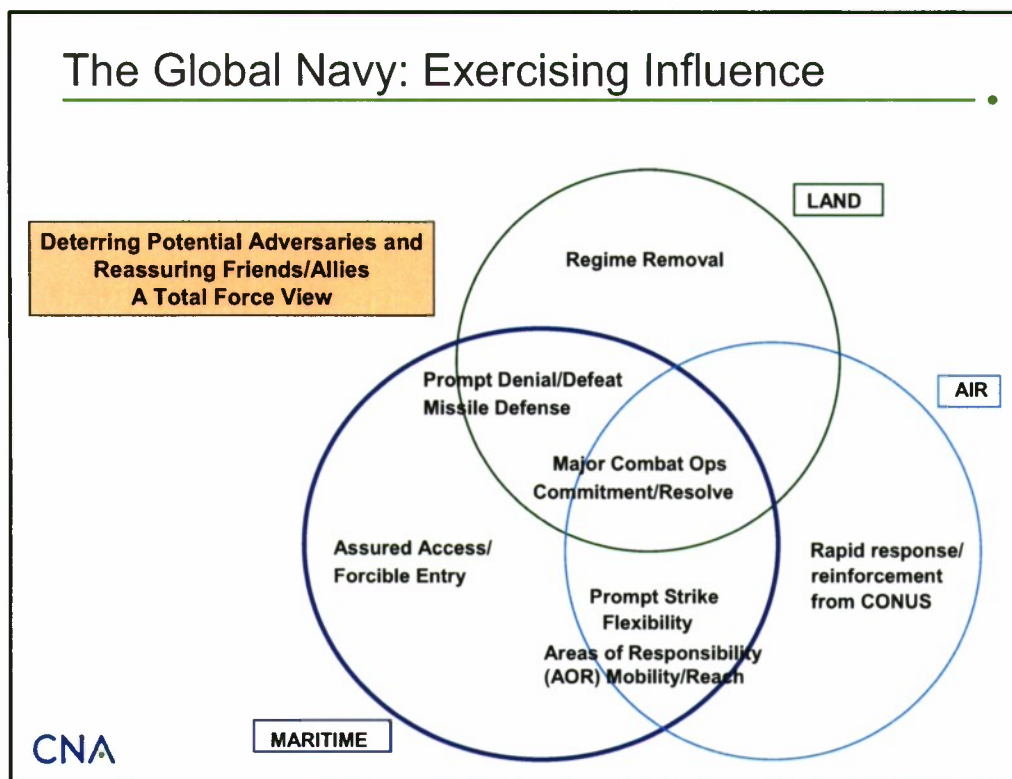 The Global Navy: Exercising Influence
Deterring Potential Adversaries and
Reassuring Friends/Allies
A Total Force View
LAND
Regime Removal
AIR
Prompt Denial/Defeat
Missile Defense
Major Combat Ops
Commitment/Resolve
Assured Access/
Forcible Entry
Rapid response/
reinforcement
from CONUS
Prompt Strike
Flexibility
Areas of Responsibility
(AOR) Mobility/Reach
MARITIME
CNA